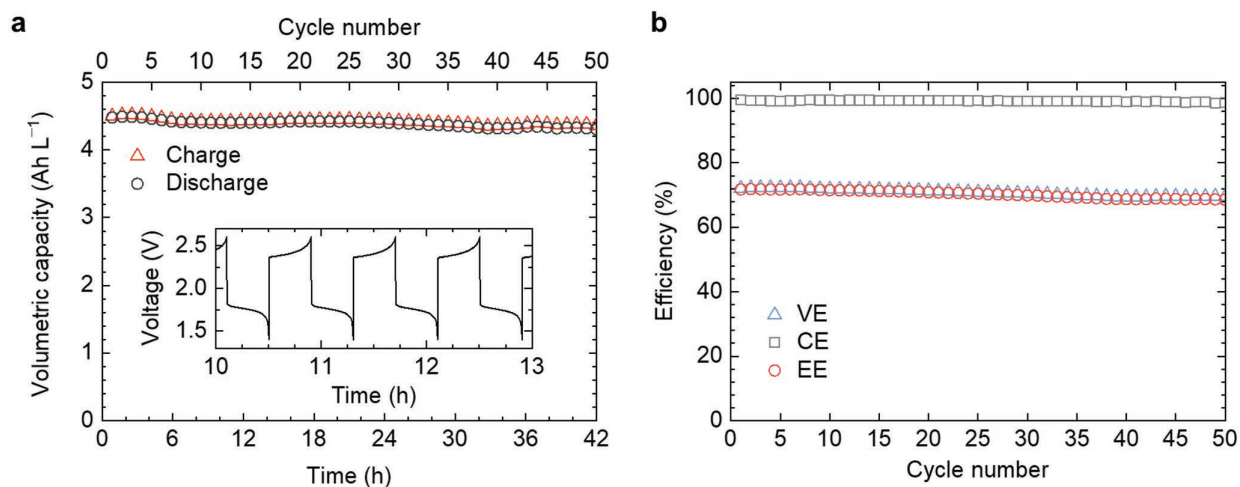 a
Cycle number
0 5 10 15 20 25 30 35 40 45 50
5
4
3
2
1
0
Volumetric capacity (Ah L⁻¹)
Charge
Discharge
2.5
2.0
1.5
Voltage (V)
10 11 12 13
Time (h)
0 6 12 18 24 30 36 42
Time (h)
b
100
80
60
40
20
0
Efficiency (%)
VE
CE
EE
0 5 10 15 20 25 30 35 40 45 50
Cycle number